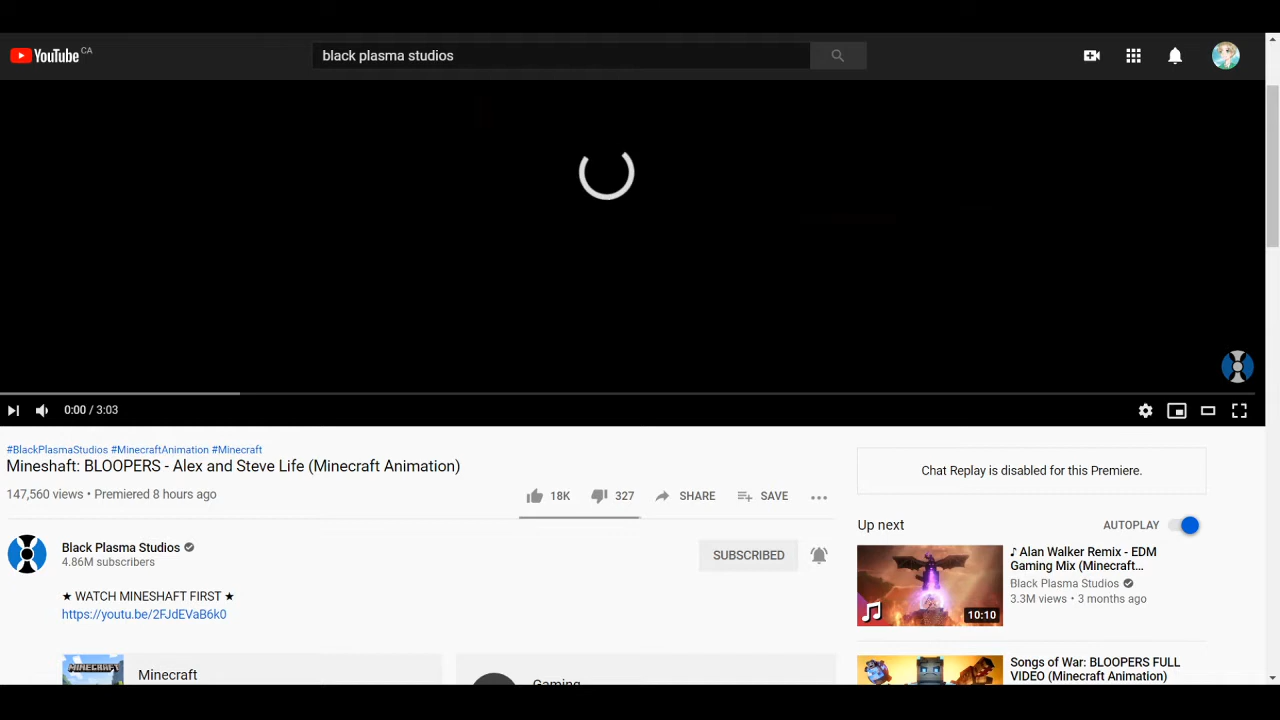 YouTube CA
black plasma studios
0:00 / 3:03
#BlackPlasmaStudios #MinecraftAnimation #Minecraft
Mineshaft: BLOOPERS - Alex and Steve Life (Minecraft Animation)
147,560 views • Premiered 8 hours ago
18K
327
SHARE
SAVE
Black Plasma Studios
4.86M subscribers
SUBSCRIBED
★ WATCH MINESHAFT FIRST ★
https://youtu.be/2FJdEVaB6k0
MINECRAFT
Minecraft
Gaming
Chat Replay is disabled for this Premiere.
Up next
AUTOPLAY
10:10
♪ Alan Walker Remix - EDM
Gaming Mix (Minecraft...
Black Plasma Studios
3.3M views • 3 months ago
Songs of War: BLOOPERS FULL
VIDEO (Minecraft Animation)